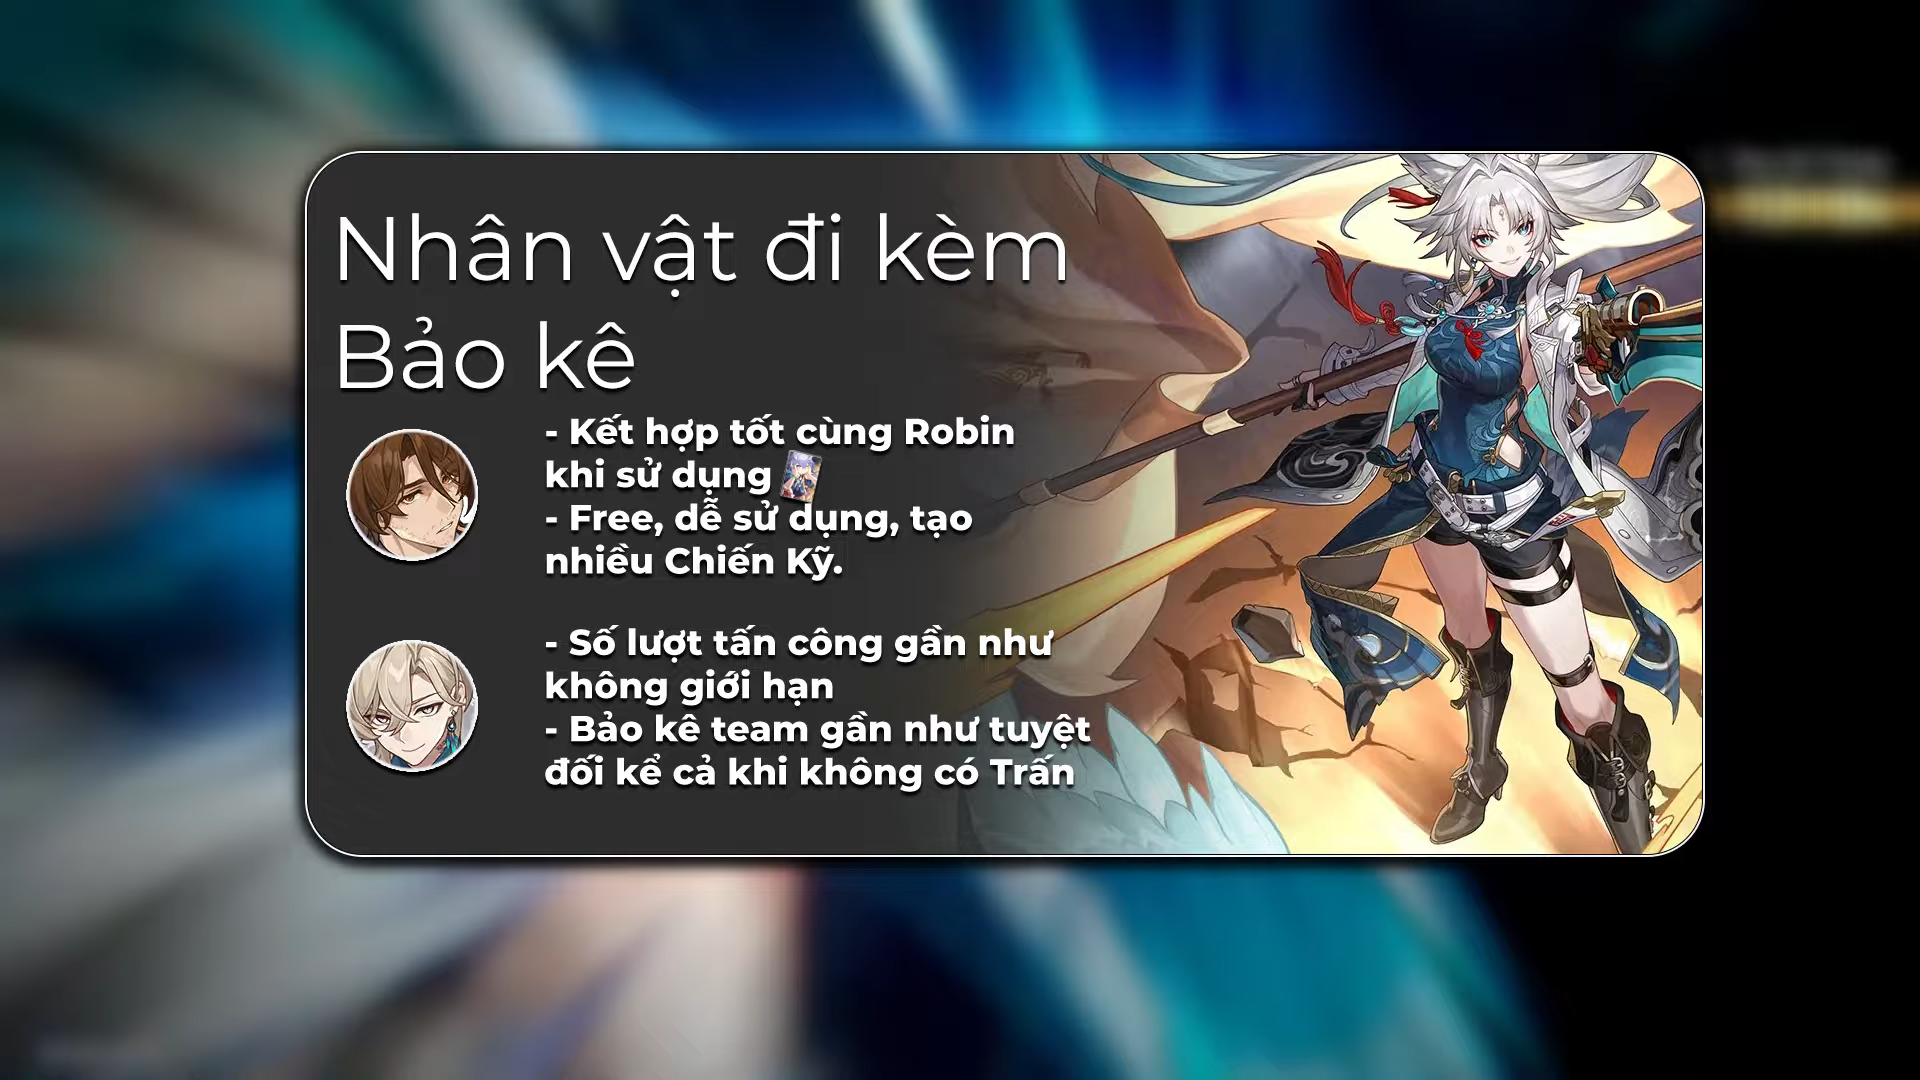 Nhân vật đi kèm
Bảo kê
- Kết hợp tốt cùng Robin
khi sử dụng
- Free, dễ sử dụng, tạo
nhiều Chiến Kỹ.
- Số lượt tấn công gần như
không giới hạn
- Bảo kê team gần như tuyệt
đối kể cả khi không có Trấn